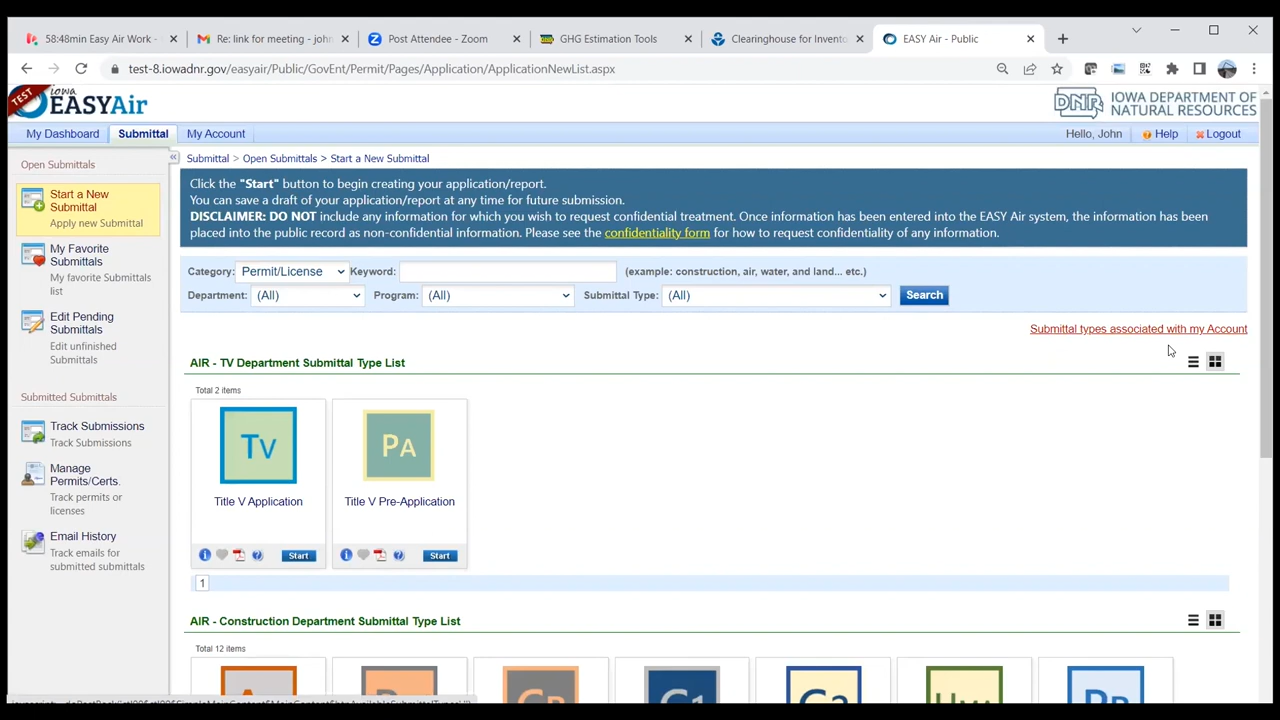 58:48min Easy Air Work -
Re: link for meeting - john
Post Attendee - Zoom
GHG Estimation Tools
Clearinghouse for Invento
EASY Air - Public
test-8.iowadnr.gov/easyair/Public/GovEnt/Permit/Pages/Application/ApplicationNewList.aspx
TEST
iowa
EASYAir
DNR
IOWA DEPARTMENT OF
NATURAL RESOURCES
My Dashboard
Submittal
My Account
Hello, John
Help
Logout
Open Submittals
Submittal > Open Submittals > Start a New Submittal
Start a New
Submittal
Apply new Submittal
My Favorite
Submittals
My favorite Submittals
list
Edit Pending
Submittals
Edit unfinished
Submittals
Submitted Submittals
Track Submissions
Track Submissions
Manage
Permits/Certs.
Track permits or
licenses
Email History
Track emails for
submitted submittals
Click the "Start" button to begin creating your application/report.
You can save a draft of your application/report at any time for future submission.
DISCLAIMER: DO NOT include any information for which you wish to request confidential treatment. Once information has been entered into the EASY Air system, the information has been
placed into the public record as non-confidential information. Please see the confidentiality form for how to request confidentiality of any information.
Category: Permit/License Keyword: (example: construction, air, water, and land... etc.)
Department: (All) Program: (All) Submittal Type: (All) Search
Submittal types associated with my Account
AIR - TV Department Submittal Type List
Total 2 items
TV
PA
Title V Application
Title V Pre-Application
Start
Start
1
AIR - Construction Department Submittal Type List
Total 12 items